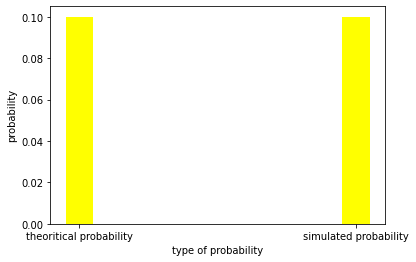 0.10
0.08
0.06
0.04
0.02
0.00
probability
theoritical probability
simulated probability
type of probability